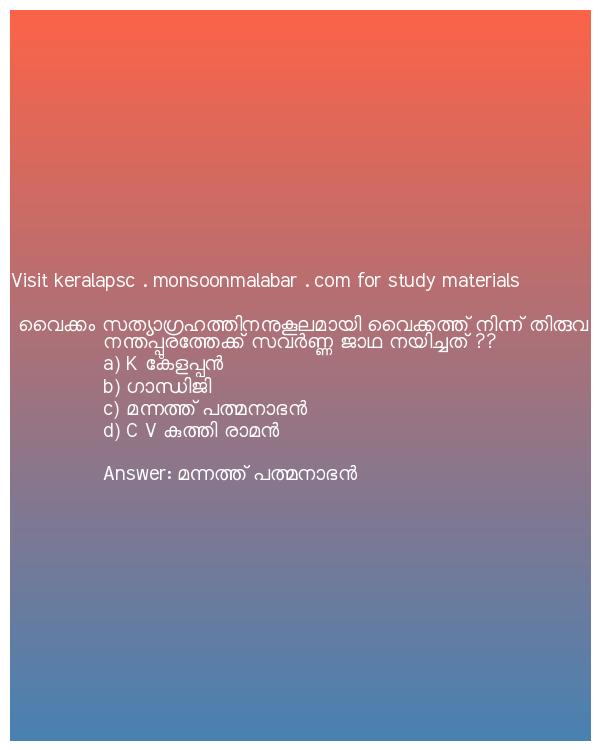 Visit keralapsc . monsoonmalabar . com for study materials
വൈക്കം സത്യാഗ്രഹത്തിനനുകൂലമായി വൈക്കത്ത് നിന്ന് തിരുവ
നന്തപ്പുരത്തേക്ക് സവർണ്ണ ജാഥ നയിച്ചത് ??
a) K കേളപ്പൻ
b) ഗാന്ധിജി
c) മന്നത്ത് പത്മനാഭൻ
d) C V കുത്തി രാമൻ
Answer: മന്നത്ത് പത്മനാഭൻ